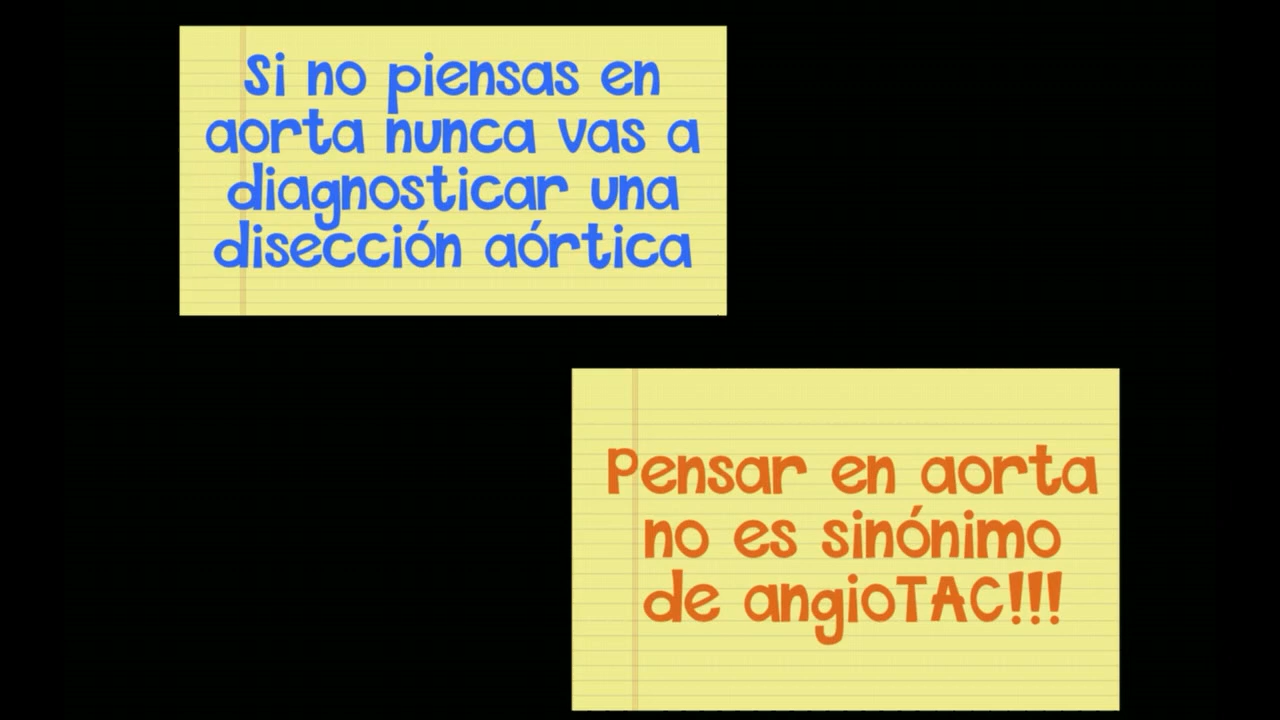 Si no piensas en
aorta nunca vas a
diagnosticar una
disección aórtica
Pensar en aorta
no es sinónimo
de angioTAC!!!